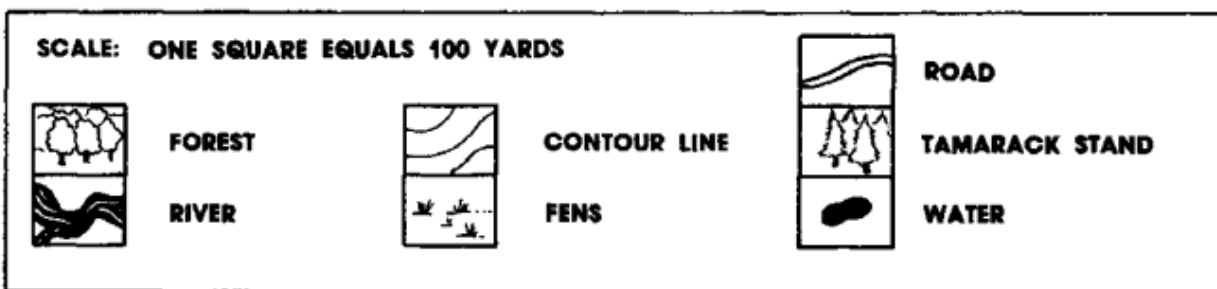 SCALE: ONE SQUARE EQUALS 100 YARDS
ROAD
FOREST
CONTOUR LINE
TAMARACK STAND
RIVER
FENS
WATER